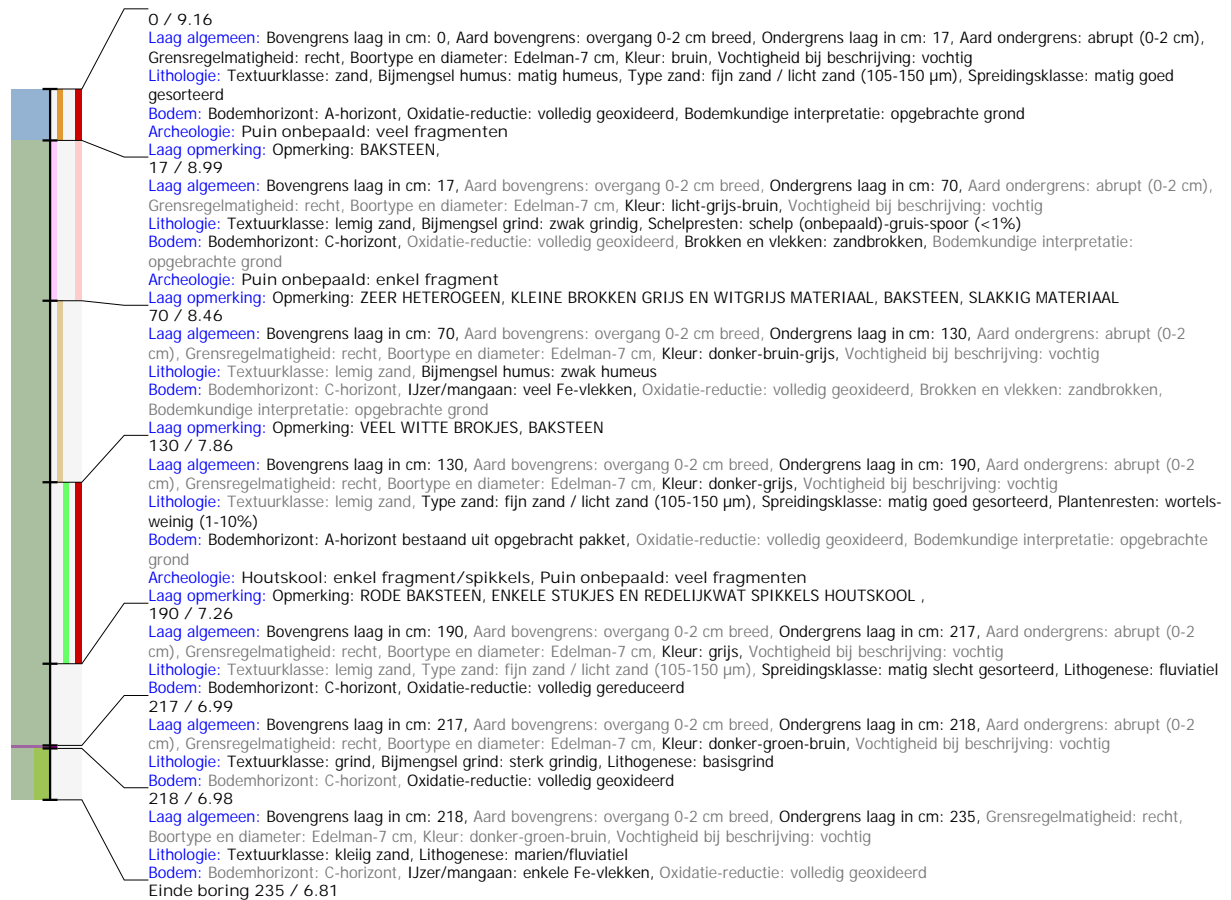 0 / 9.16
Laag algemeen: Bovengrens laag in cm: 0, Aard bovengrens: overgang 0-2 cm breed, Ondergrens laag in cm: 17, Aard ondergrens: abrupt (0-2 cm),
Grensregelmatigheid: recht, Boortype en diameter: Edelman-7 cm, Kleur: bruin, Vochtigheid bij beschrijving: vochtig
Lithologie: Textuurklasse: zand, Bijmengsel humus: matig humeus, Type zand: fijn zand / licht zand (105-150 µm), Spreidingsklasse: matig goed
gesorteerd
Bodem: Bodemhorizont: A-horizont, Oxidatie-reductie: volledig geoxideerd, Bodemkundige interpretatie: opgebrachte grond
Archeologie: Puin onbepaald: veel fragmenten
Laag opmerking: Opmerking: BAKSTEEN,
17 / 8.99
Laag algemeen: Bovengrens laag in cm: 17, Aard bovengrens: overgang 0-2 cm breed, Ondergrens laag in cm: 70, Aard ondergrens: abrupt (0-2 cm),
Grensregelmatigheid: recht, Boortype en diameter: Edelman-7 cm, Kleur: licht-grijs-bruin, Vochtigheid bij beschrijving: vochtig
Lithologie: Textuurklasse: lemig zand, Bijmengsel grind: zwak grindig, Schelpresten: schelp (onbepaald)-gruis-spoor (<1%)
Bodem: Bodemhorizont: C-horizont, Oxidatie-reductie: volledig geoxideerd, Brokken en vlekken: zandbrokken, Bodemkundige interpretatie:
opgebrachte grond
Archeologie: Puin onbepaald: enkel fragment
Laag opmerking: Opmerking: ZEER HETEROGEEN, KLEINE BROKKEN GRIJS EN WITGRIJS MATERIAAL, BAKSTEEN, SLAKKIG MATERIAAL
70 / 8.46
Laag algemeen: Bovengrens laag in cm: 70, Aard bovengrens: overgang 0-2 cm breed, Ondergrens laag in cm: 130, Aard ondergrens: abrupt (0-2
cm), Grensregelmatigheid: recht, Boortype en diameter: Edelman-7 cm, Kleur: donker-bruin-grijs, Vochtigheid bij beschrijving: vochtig
Lithologie: Textuurklasse: lemig zand, Bijmengsel humus: zwak humeus
Bodem: Bodemhorizont: C-horizont, IJzer/mangaan: veel Fe-vlekken, Oxidatie-reductie: volledig geoxideerd, Brokken en vlekken: zandbrokken,
Bodemkundige interpretatie: opgebrachte grond
Laag opmerking: Opmerking: VEEL WITTE BROKJES, BAKSTEEN
130 / 7.86
Laag algemeen: Bovengrens laag in cm: 130, Aard bovengrens: overgang 0-2 cm breed, Ondergrens laag in cm: 190, Aard ondergrens: abrupt (0-2
cm), Grensregelmatigheid: recht, Boortype en diameter: Edelman-7 cm, Kleur: donker-grijs, Vochtigheid bij beschrijving: vochtig
Lithologie: Textuurklasse: lemig zand, Type zand: fijn zand / licht zand (105-150 µm), Spreidingsklasse: matig goed gesorteerd, Plantenresten: wortels-
weinig (1-10%)
Bodem: Bodemhorizont: A-horizont bestaand uit opgebracht pakket, Oxidatie-reductie: volledig geoxideerd, Bodemkundige interpretatie: opgebrachte
grond
Archeologie: Houtskool: enkel fragment/spikkels, Puin onbepaald: veel fragmenten
Laag opmerking: Opmerking: RODE BAKSTEEN, ENKELE STUKJES EN REDELIJKWAT SPIKKELS HOUTSKOOL ,
190 / 7.26
Laag algemeen: Bovengrens laag in cm: 190, Aard bovengrens: overgang 0-2 cm breed, Ondergrens laag in cm: 217, Aard ondergrens: abrupt (0-2
cm), Grensregelmatigheid: recht, Boortype en diameter: Edelman-7 cm, Kleur: grijs, Vochtigheid bij beschrijving: vochtig
Lithologie: Textuurklasse: lemig zand, Type zand: fijn zand / licht zand (105-150 µm), Spreidingsklasse: matig slecht gesorteerd, Lithogenese: fluviatiel
Bodem: Bodemhorizont: C-horizont, Oxidatie-reductie: volledig gereduceerd
217 / 6.99
Laag algemeen: Bovengrens laag in cm: 217, Aard bovengrens: overgang 0-2 cm breed, Ondergrens laag in cm: 218, Aard ondergrens: abrupt (0-2
cm), Grensregelmatigheid: recht, Boortype en diameter: Edelman-7 cm, Kleur: donker-groen-bruin, Vochtigheid bij beschrijving: vochtig
Lithologie: Textuurklasse: grind, Bijmengsel grind: sterk grindig, Lithogenese: basisgrind
Bodem: Bodemhorizont: C-horizont, Oxidatie-reductie: volledig geoxideerd
218 / 6.98
Laag algemeen: Bovengrens laag in cm: 218, Aard bovengrens: overgang 0-2 cm breed, Ondergrens laag in cm: 235, Grensregelmatigheid: recht,
Boortype en diameter: Edelman-7 cm, Kleur: donker-groen-bruin, Vochtigheid bij beschrijving: vochtig
Lithologie: Textuurklasse: kleiig zand, Lithogenese: marien/fluviatiel
Bodem: Bodemhorizont: C-horizont, IJzer/mangaan: enkele Fe-vlekken, Oxidatie-reductie: volledig geoxideerd
Einde boring 235 / 6.81